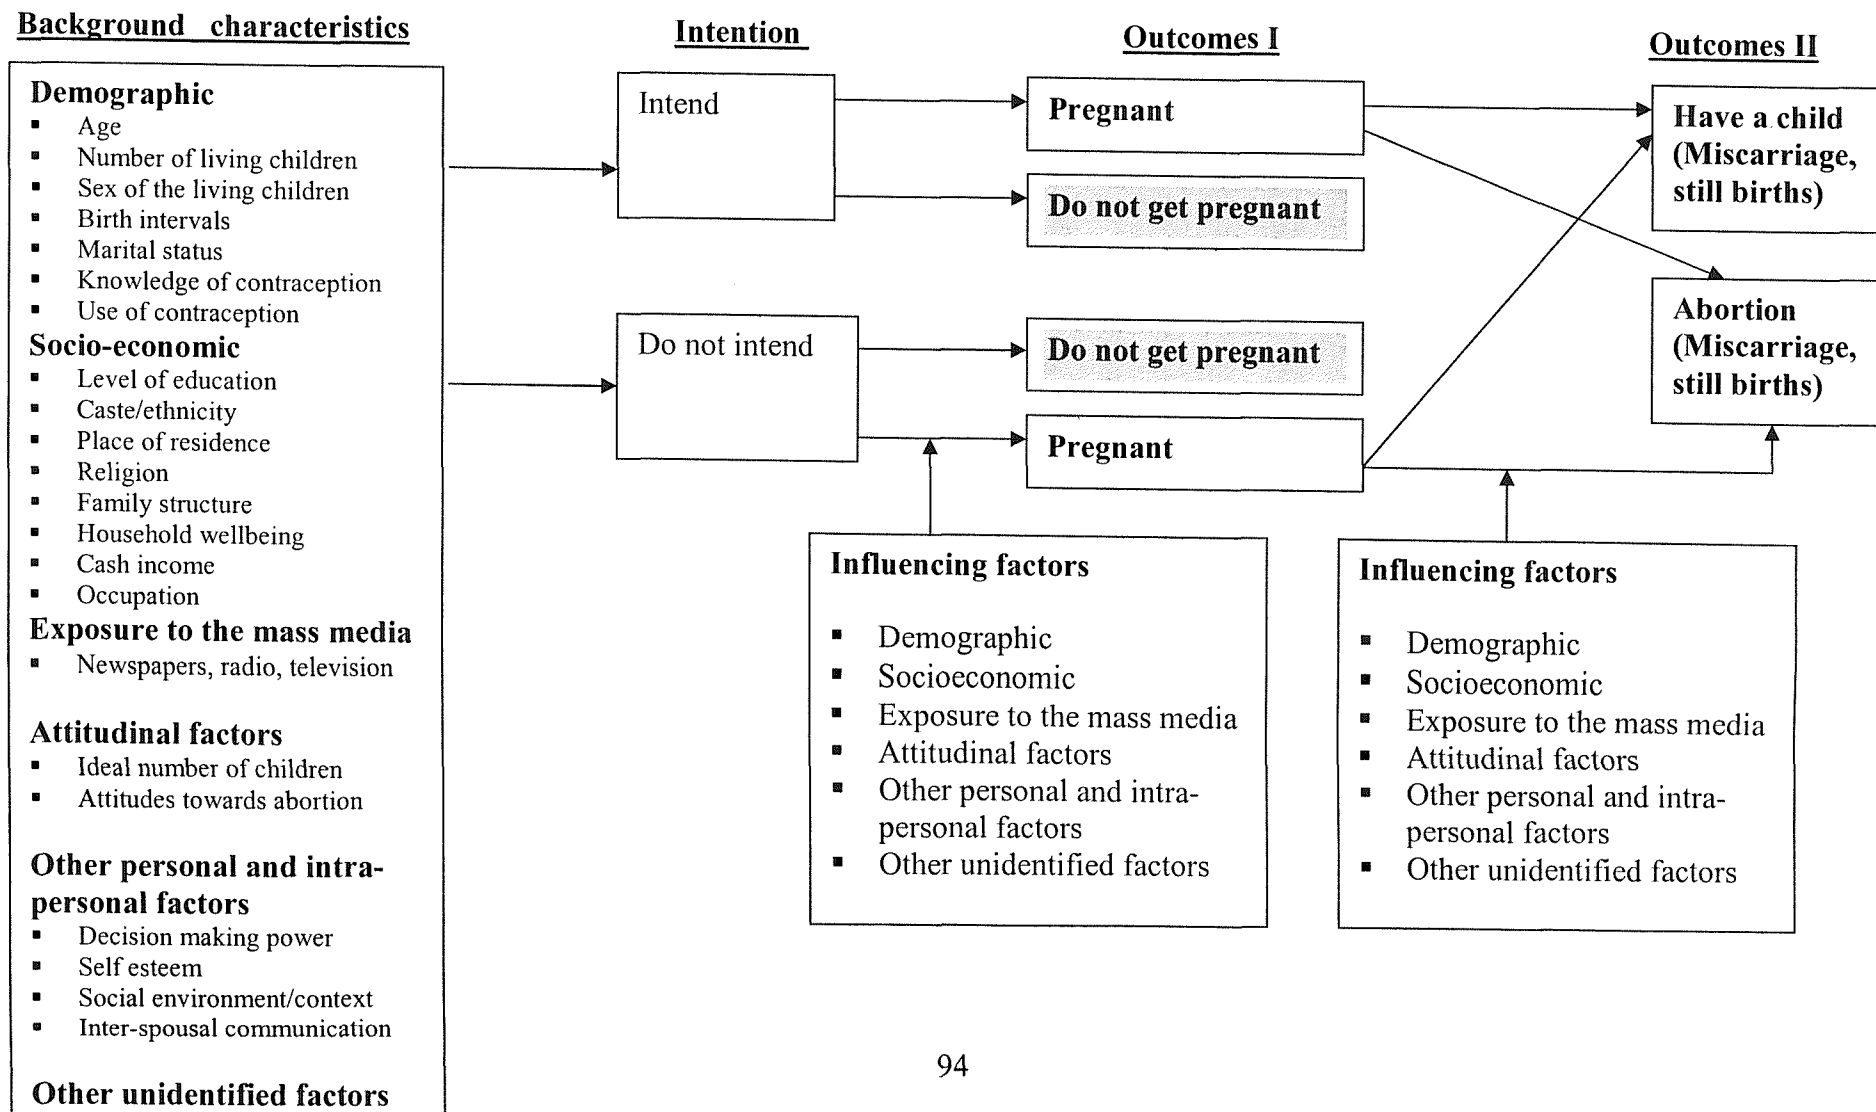 Background characteristics
Demographic
▪ Age
▪ Number of living children
▪ Sex of the living children
▪ Birth intervals
▪ Marital status
▪ Knowledge of contraception
▪ Use of contraception
Socio-economic
▪ Level of education
▪ Caste/ethnicity
▪ Place of residence
▪ Religion
▪ Family structure
▪ Household wellbeing
▪ Cash income
▪ Occupation
Exposure to the mass media
▪ Newspapers, radio, television
Attitudinal factors
▪ Ideal number of children
▪ Attitudes towards abortion
Other personal and intra-
personal factors
▪ Decision making power
▪ Self esteem
▪ Social environment/context
▪ Inter-spousal communication
Other unidentified factors
Intention
Intend
Do not intend
Outcomes I
Pregnant
Do not get pregnant
Do not get pregnant
Pregnant
Outcomes II
Have a child
(Miscarriage,
still births)
Abortion
(Miscarriage,
still births)
Influencing factors
▪ Demographic
▪ Socioeconomic
▪ Exposure to the mass media
▪ Attitudinal factors
▪ Other personal and intra-
personal factors
▪ Other unidentified factors
Influencing factors
▪ Demographic
▪ Socioeconomic
▪ Exposure to the mass media
▪ Attitudinal factors
▪ Other personal and intra-
personal factors
▪ Other unidentified factors
94